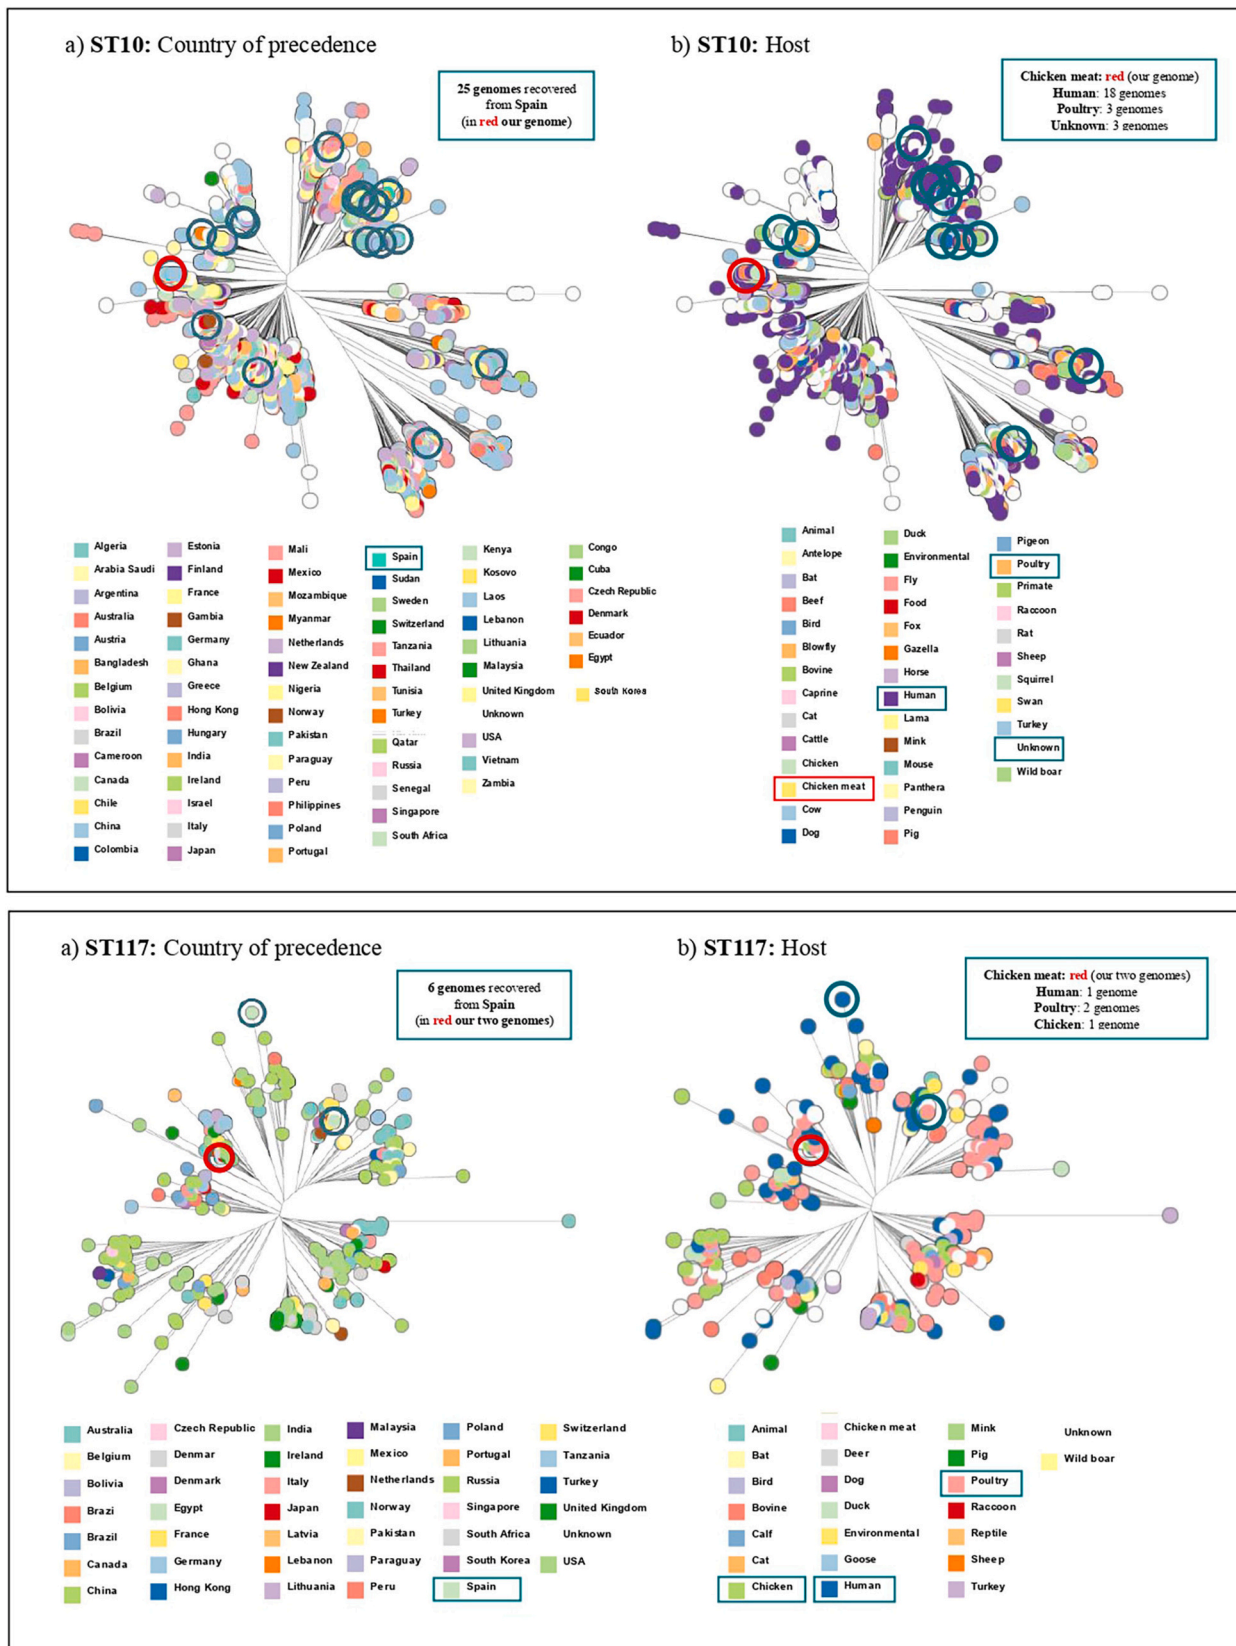 a) ST10: Country of precedence
25 genomes recovered
from Spain
(in red our genome)
b) ST10: Host
Chicken meat: red (our genome)
Human: 18 genomes
Poultry: 3 genomes
Unknown: 3 genomes
Algeria
Arabia Saudi
Argentina
Australia
Austria
Bangladesh
Belgium
Bolivia
Brazil
Cameroon
Canada
Chile
China
Colombia
Estonia
Finland
France
Gambia
Germany
Ghana
Greece
Hong Kong
Hungary
India
Ireland
Israel
Italy
Japan
Mali
Mexico
Mozambique
Myanmar
Netherlands
New Zealand
Nigeria
Norway
Pakistan
Paraguay
Peru
Philippines
Poland
Portugal
Spain
Sudan
Sweden
Switzerland
Tanzania
Thailand
Tunisia
Turkey
Qatar
Russia
Senegal
Singapore
South Africa
Kenya
Kosovo
Laos
Lebanon
Lithuania
Malaysia
United Kingdom
Unknown
USA
Vietnam
Zambia
Congo
Cuba
Czech Republic
Denmark
Ecuador
Egypt
South Korea
Animal
Antelope
Bat
Beef
Bird
Blowfly
Bovine
Caprine
Cat
Cattle
Chicken
Chicken meat
Cow
Dog
Duck
Environmental
Fly
Food
Fox
Gazella
Horse
Human
Lama
Mink
Mouse
Panthera
Penguin
Pig
Pigeon
Poultry
Primate
Raccoon
Rat
Sheep
Squirrel
Swan
Turkey
Unknown
Wild boar
a) ST117: Country of precedence
6 genomes recovered
from Spain
(in red our two genomes)
b) ST117: Host
Chicken meat: red (our two genomes)
Human: 1 genome
Poultry: 2 genomes
Chicken: 1 genome
Australia
Belgium
Bolivia
Brazi
Brazil
Canada
China
Czech Republic
Denmar
Denmark
Egypt
France
Germany
Hong Kong
India
Ireland
Italy
Japan
Latvia
Lebanon
Lithuania
Malaysia
Mexico
Netherlands
Norway
Pakistan
Paraguay
Peru
Poland
Portugal
Russia
Singapore
South Africa
South Korea
Spain
Switzerland
Tanzania
Turkey
United Kingdom
Unknown
USA
Animal
Bat
Bird
Bovine
Calf
Cat
Chicken
Chicken meat
Deer
Dog
Duck
Environmental
Goose
Human
Mink
Pig
Poultry
Raccoon
Reptile
Sheep
Turkey
Unknown
Wild boar